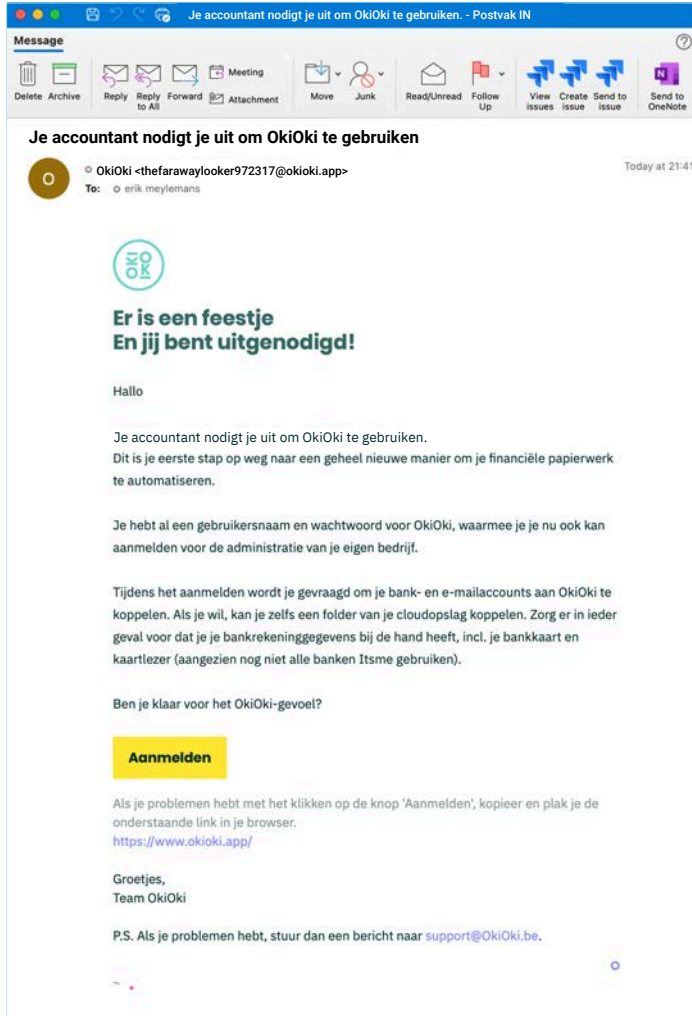 Je accountant nodigt je uit om OkiOki te gebruiken. - Postvak IN
Message
Delete Archive Reply Reply to All Forward Meeting Attachment Move Junk Read/Unread Follow Up View issues Create issue Send to issue Send to OneNote
Je accountant nodigt je uit om OkiOki te gebruiken
O
OkiOki <thefarawaylooker972317@okioki.app>
Today at 21:41
To: erik meylemans
OKIOKI
Er is een feestje
En jij bent uitgenodigd!
Hallo
Je accountant nodigt je uit om OkiOki te gebruiken.
Dit is je eerste stap op weg naar een geheel nieuwe manier om je financiële papierwerk
te automatiseren.
Je hebt al een gebruikersnaam en wachtwoord voor OkiOki, waarmee je je nu ook kan
aanmelden voor de administratie van je eigen bedrijf.
Tijdens het aanmelden wordt je gevraagd om je bank- en e-mailaccounts aan OkiOki te
koppelen. Als je wil, kan je zelfs een folder van je cloudopslag koppelen. Zorg er in ieder
geval voor dat je je bankrekeninggegevens bij de hand heeft, incl. je bankkaart en
kaartlezer (aangezien nog niet alle banken Itsme gebruiken).
Ben je klaar voor het OkiOki-gevoel?
Aanmelden
Als je problemen hebt met het klikken op de knop 'Aanmelden', kopieer en plak je de
onderstaande link in je browser.
https://www.okioki.app/
Groetjes,
Team OkiOki
P.S. Als je problemen hebt, stuur dan een bericht naar support@OkiOki.be.